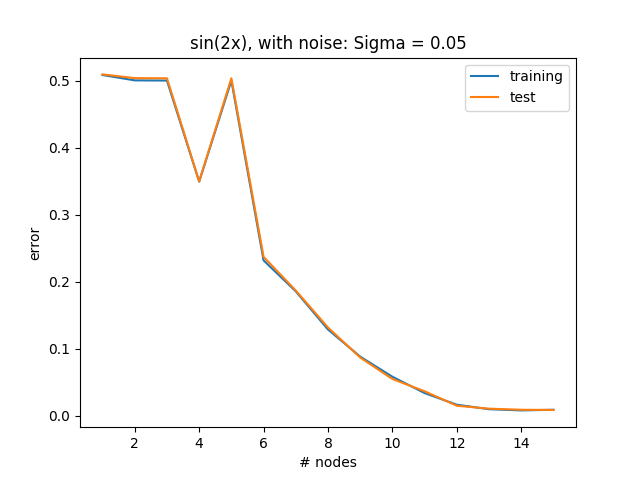 sin(2x), with noise: Sigma = 0.05
training
test
error
0.5
0.4
0.3
0.2
0.1
0.0
2 4 6 8 10 12 14
# nodes